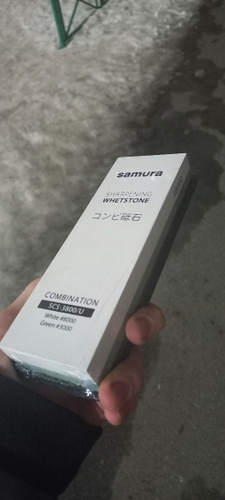 samura
SHARPENING
WHETSTONE
コンビ砥石
COMBINATION
SCS-3800/U
White #8000
Green #3000